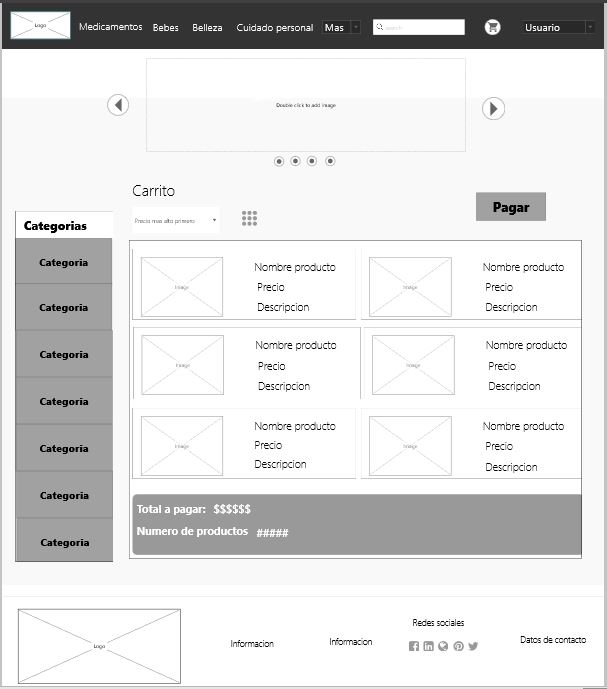 Logo
Medicamentos
Bebes
Belleza
Cuidado personal
Mas
search
Usuario
Double click to add image
Carrito
Precio mas alto primero
Pagar
Categorias
Categoria
Categoria
Categoria
Categoria
Categoria
Categoria
Categoria
Image
Nombre producto
Precio
Descripcion
Image
Nombre producto
Precio
Descripcion
Image
Nombre producto
Precio
Descripcion
Image
Nombre producto
Precio
Descripcion
Image
Nombre producto
Precio
Descripcion
Image
Nombre producto
Precio
Descripcion
Total a pagar: $$$$$$
Numero de productos #####
Logo
Informacion
Informacion
Redes sociales
Datos de contacto